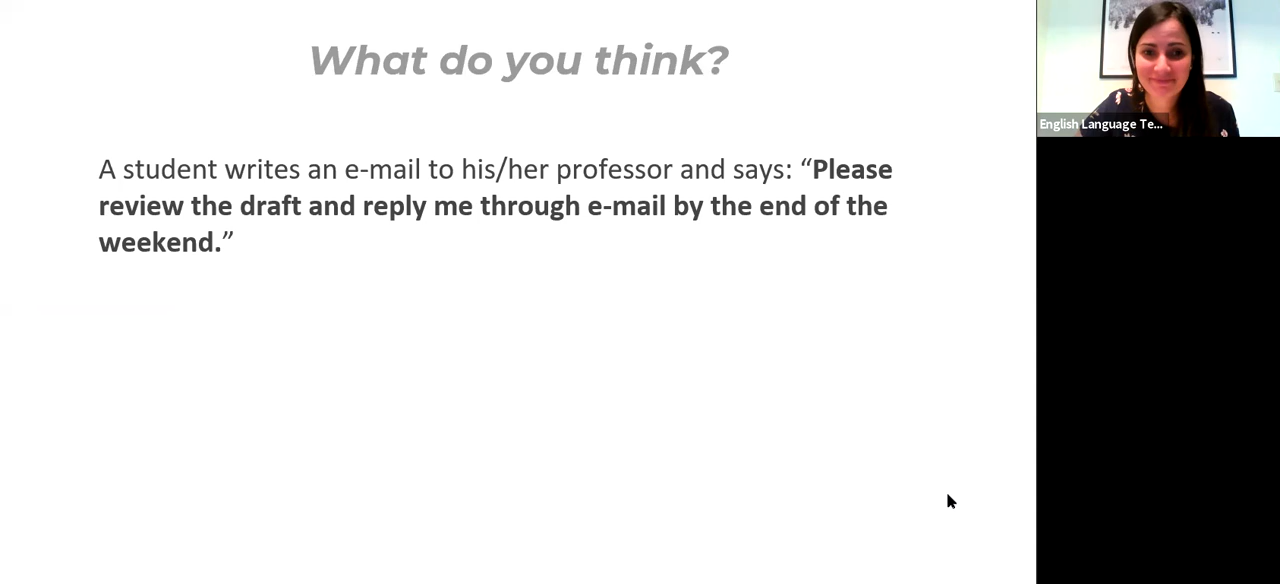 What do you think?
A student writes an e-mail to his/her professor and says: “Please
review the draft and reply me through e-mail by the end of the
weekend.”
English Language Te...